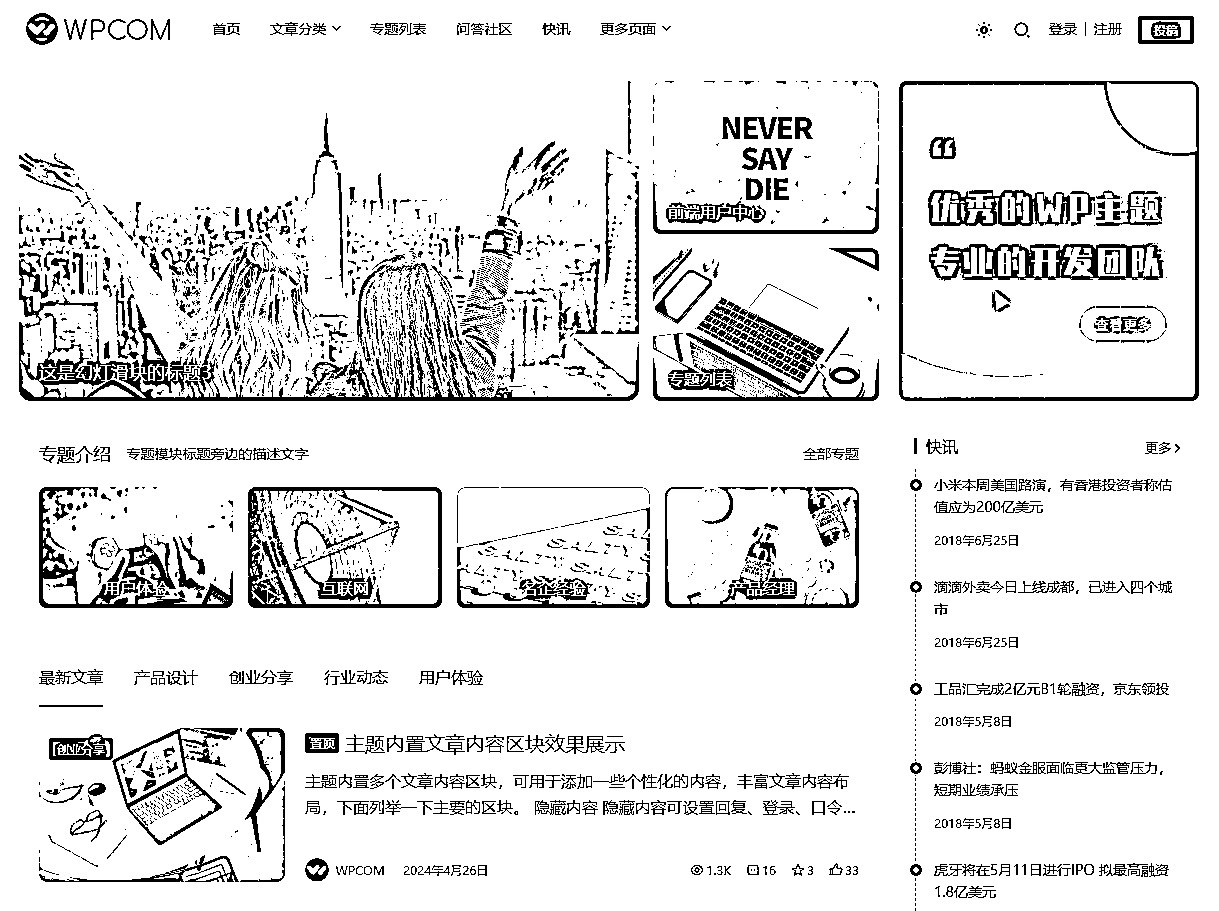 WPCOM
首页 文章分类 专题列表 问答社区 快讯 更多页面
登录 注册 投稿
这是幻灯滑块的标题3
NEVER
SAY
DIE
前端用户中心
专题列表
优秀的WP主题
专业的开发团队
查看更多
专题介绍 专题模块标题旁边的描述文字 全部专题
用户体验
互联网
名企经验
产品经理
最新文章 产品设计 创业分享 行业动态 用户体验
创业分享
置顶 主题内置文章内容区块效果展示
主题内置多个文章内容区块，可用于添加一些个性化的内容，丰富文章内容布
局，下面列举一下主要的区块。 隐藏内容 隐藏内容可设置回复、登录、口令...
WPCOM 2024年4月26日 1.3K 16 3 33
快讯 更多
小米本周美国路演，有香港投资者称估
值应为200亿美元
2018年6月25日
滴滴外卖今日上线成都，已进入四个城
市
2018年6月25日
工品汇完成2亿元B1轮融资，京东领投
2018年5月8日
彭博社：蚂蚁金服面临更大监管压力，
短期业绩承压
2018年5月8日
虎牙将在5月11日进行IPO 拟最高融资
1.8亿美元